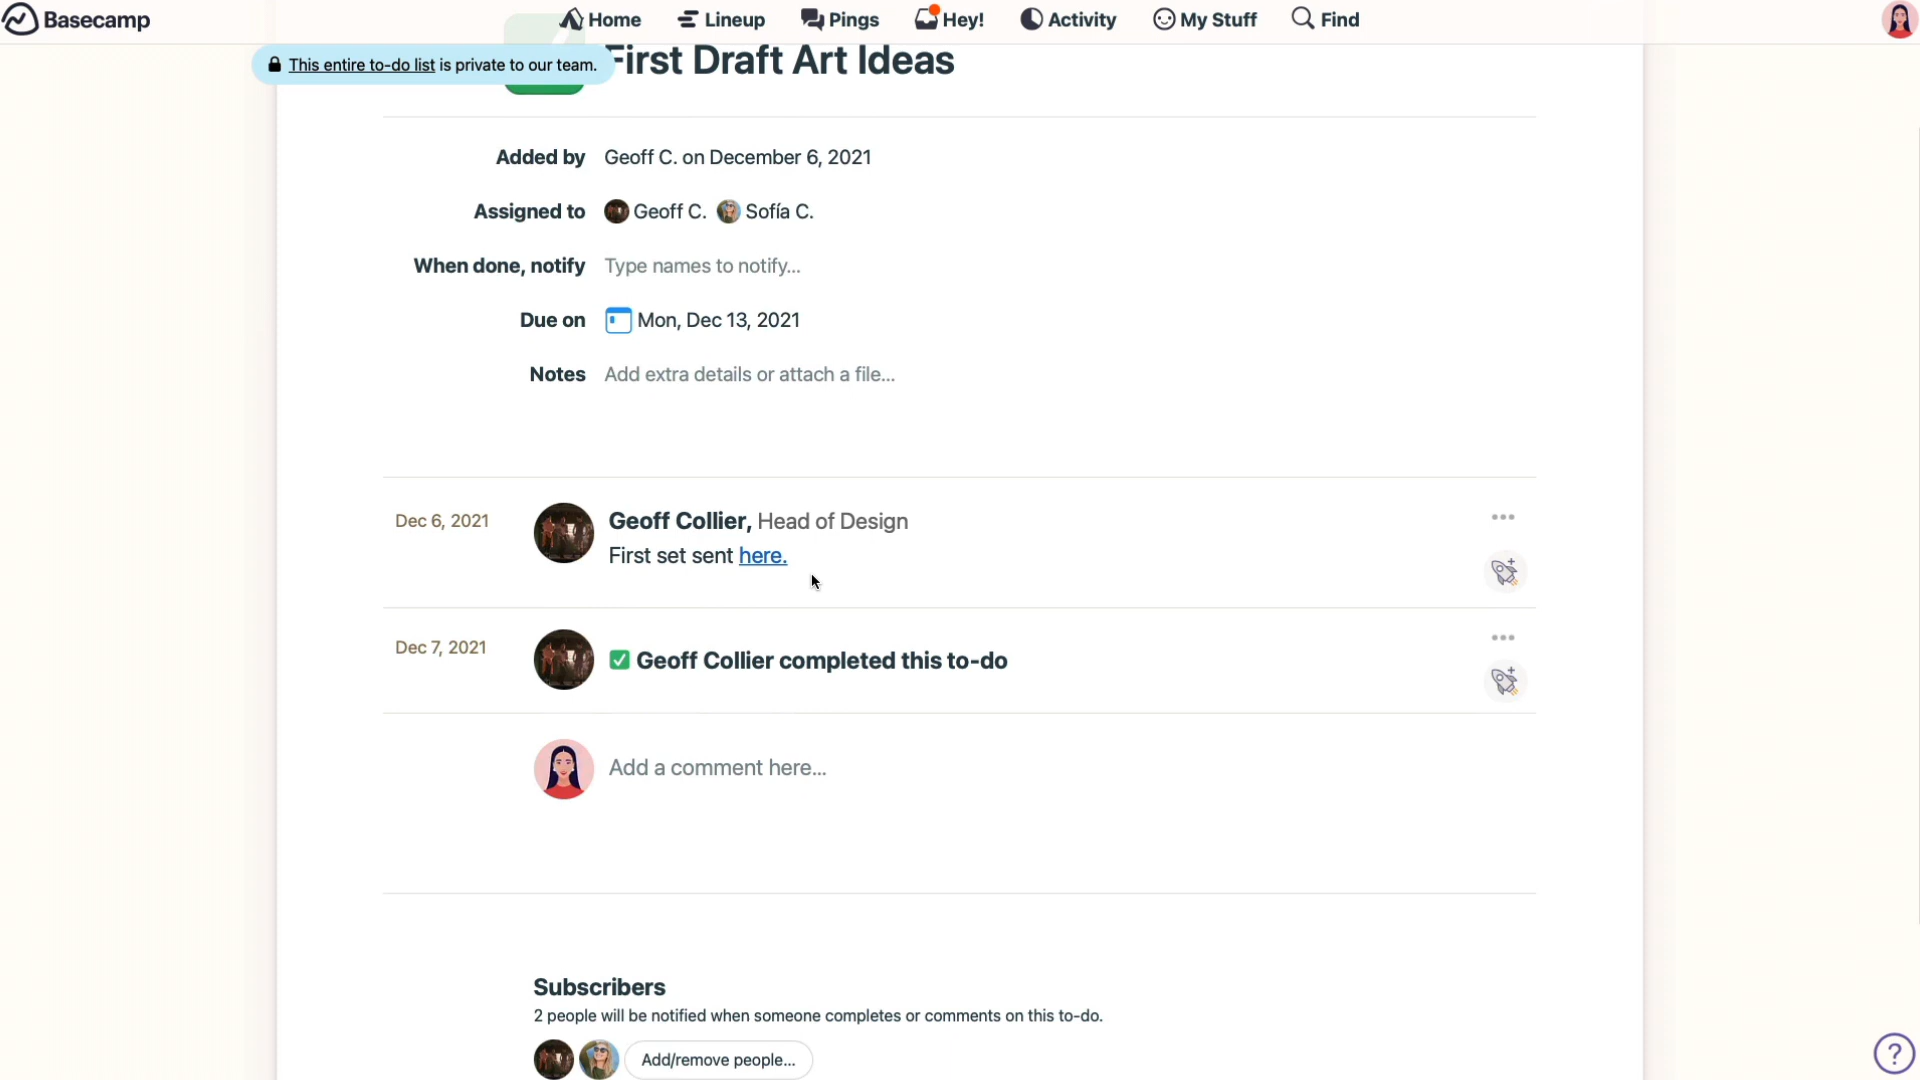 Basecamp
Home
Lineup
Pings
Hey!
Activity
My Stuff
Find
This entire to-do list is private to our team.
First Draft Art Ideas
Added by Geoff C. on December 6, 2021
Assigned to Geoff C. Sofía C.
When done, notify Type names to notify...
Due on Mon, Dec 13, 2021
Notes Add extra details or attach a file...
Dec 6, 2021
Geoff Collier, Head of Design
First set sent here.
Dec 7, 2021
Geoff Collier completed this to-do
Add a comment here...
Subscribers
2 people will be notified when someone completes or comments on this to-do.
Add/remove people...
?